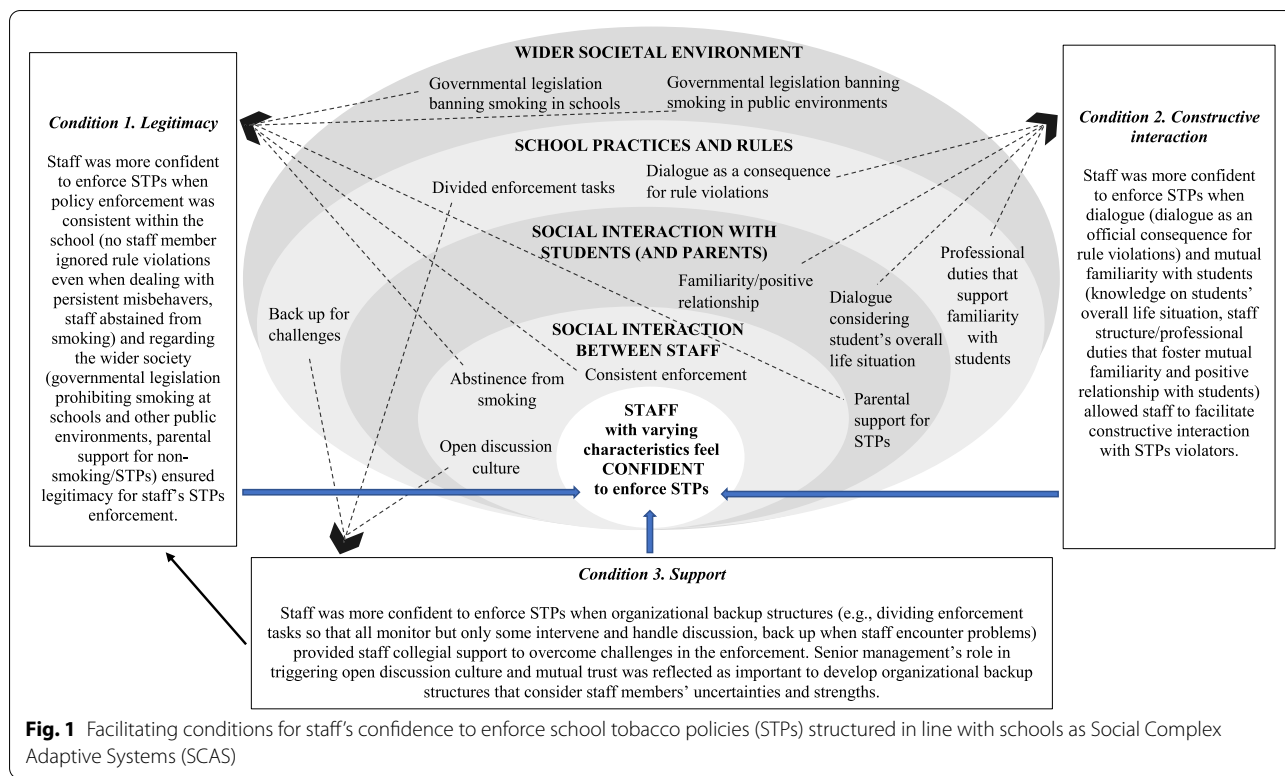 WIDER SOCIETAL ENVIRONMENT
Governmental legislation
banning smoking in schools
Governmental legislation banning
smoking in public environments
Condition 1. Legitimacy
Staff was more confident
to enforce STPs when
policy enforcement was
consistent within the
school (no staff member
ignored rule violations
even when dealing with
persistent misbehavers,
staff abstained from
smoking) and regarding
the wider society
(governmental legislation
prohibiting smoking at
schools and other public
environments, parental
support for non-
smoking/STPs) ensured
legitimacy for staff's STPs
enforcement.
SCHOOL PRACTICES AND RULES
Divided enforcement tasks
Dialogue as a consequence
for rule violations
SOCIAL INTERACTION WITH
STUDENTS (AND PARENTS)
Familiarity/positive
relationship
Dialogue
considering
student's overall
life situation
Professional
duties that
support
familiarity
with
students
Back up for
challenges
SOCIAL INTERACTION
BETWEEN STAFF
Abstinence from
smoking
Consistent enforcement
Parental
support for
STPs
Open discussion
culture
STAFF
with varying
characteristics feel
CONFIDENT
to enforce STPs
Condition 2. Constructive
interaction
Staff was more confident
to enforce STPs when
dialogue (dialogue as an
official consequence for
rule violations) and mutual
familiarity with students
(knowledge on students'
overall life situation, staff
structure/professional
duties that foster mutual
familiarity and positive
relationship with students)
allowed staff to facilitate
constructive interaction
with STPs violators.
Condition 3. Support
Staff was more confident to enforce STPs when organizational backup structures (e.g., dividing enforcement
tasks so that all monitor but only some intervene and handle discussion, back up when staff encounter problems)
provided staff collegial support to overcome challenges in the enforcement. Senior management's role in
triggering open discussion culture and mutual trust was reflected as important to develop organizational backup
structures that consider staff members' uncertainties and strengths.
Fig. 1 Facilitating conditions for staff's confidence to enforce school tobacco policies (STPs) structured in line with schools as Social Complex
Adaptive Systems (SCAS)